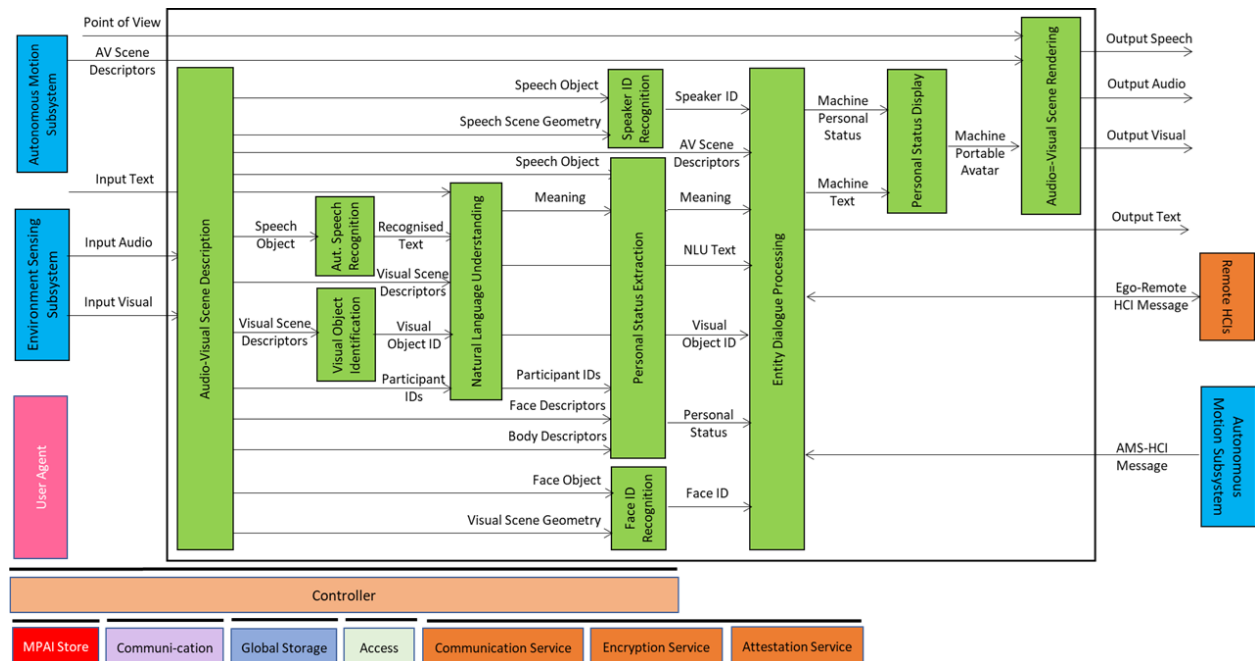 Point of View
AV Scene
Descriptors
Autonomous Motion
Subsystem
Input Text
Environment Sensing
Subsystem
Input Audio
Input Visual
User Agent
Audio-Visual Scene Description
Speech Object
Speech Scene Geometry
Speech Object
Speech
Object
Aut. Speech
Recognition
Recognised
Text
Visual Scene
Descriptors
Visual Scene
Descriptors
Visual Object
Identification
Visual
Object ID
Participant
IDs
Natural Language Understanding
Meaning
Participant IDs
Face Descriptors
Body Descriptors
Face Object
Visual Scene Geometry
Speaker ID
Recognition
Personal Status Extraction
Face ID
Recognition
Speaker ID
AV Scene
Descriptors
Meaning
NLU Text
Visual
Object ID
Personal
Status
Face ID
Entity Dialogue Processing
Machine
Personal
Status
Machine
Text
Personal Status Display
Machine
Portable
Avatar
Audio=-Visual Scene Rendering
Output Speech
Output Audio
Output Visual
Output Text
Ego-Remote
HCI Message
Remote HCIs
AMS-HCI
Message
Autonomous
Motion Subsystem
Controller
MPAI Store
Communi-cation
Global Storage
Access
Communication Service
Encryption Service
Attestation Service